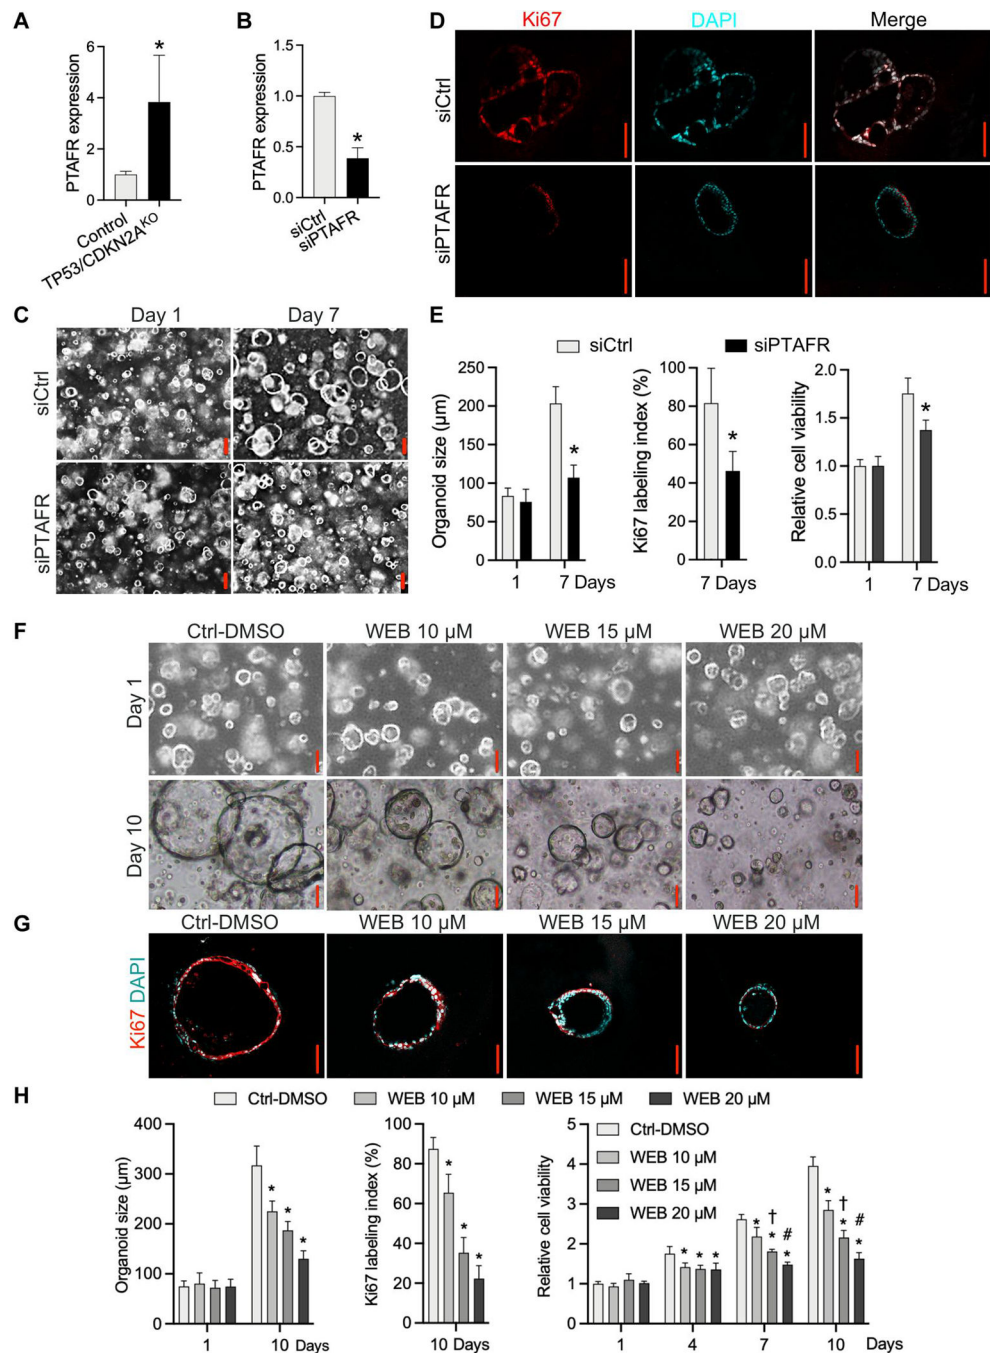 A
PTAFR expression
6
4
2
0
*
Control
TP53/CDKN2A^KO
B
PTAFR expression
1.5
1.0
0.5
0.0
*
siCtrl
siPTAFR
D
Ki67
DAPI
Merge
siCtrl
siPTAFR
C
Day 1
Day 7
siCtrl
siPTAFR
E
siCtrl
siPTAFR
Organoid size (μm)
250
200
150
100
50
0
*
1
7 Days
Ki67 labeling index (%)
100
80
60
40
20
0
*
7 Days
Relative cell viability
2.0
1.5
1.0
0.5
0.0
*
1
7 Days
F
Ctrl-DMSO
WEB 10 μM
WEB 15 μM
WEB 20 μM
Day 1
Day 10
G
Ctrl-DMSO
WEB 10 μM
WEB 15 μM
WEB 20 μM
Ki67 DAPI
H
Ctrl-DMSO
WEB 10 μM
WEB 15 μM
WEB 20 μM
Organoid size (μm)
400
300
200
100
0
* * *
1
10 Days
Ki67 labeling index (%)
100
80
60
40
20
0
* * *
10 Days
Relative cell viability
5
4
3
2
1
0
Ctrl-DMSO
WEB 10 μM
WEB 15 μM
WEB 20 μM
* * *
* † * # *
* † * # *
1
4
7
10
Days